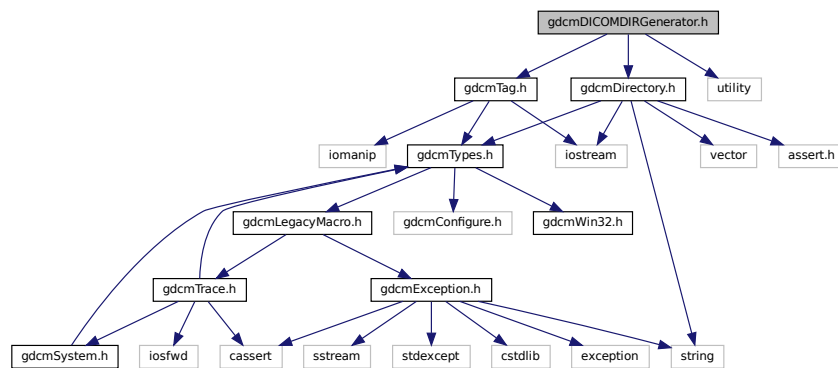 gdcmDICOMDIRGenerator.h
gdcmTag.h
gdcmDirectory.h
utility
iomanip
gdcmTypes.h
iostream
vector
assert.h
gdcmLegacyMacro.h
gdcmConfigure.h
gdcmWin32.h
gdcmTrace.h
gdcmException.h
gdcmSystem.h
iosfwd
cassert
sstream
stdexcept
cstdlib
exception
string